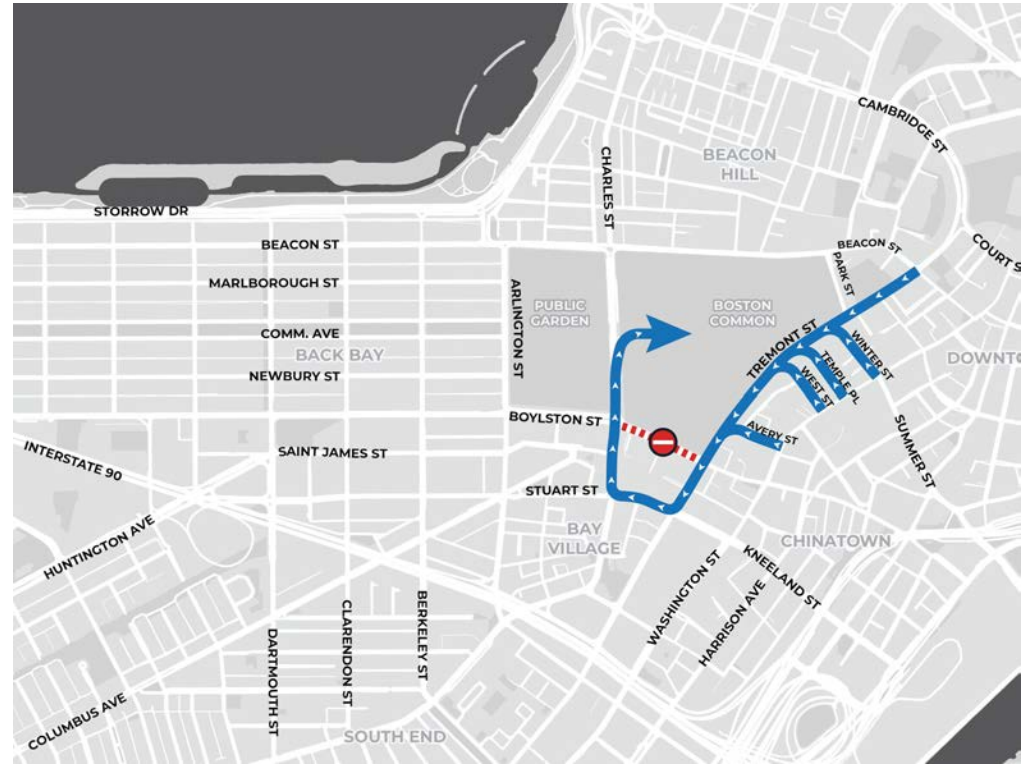 CAMBRIDGE ST
BEACON
HILL
CHARLES ST
STORROW DR
BEACON ST
BEACON ST
COURT S
PARK ST
MARLBOROUGH ST
ARLINGTON ST
PUBLIC
GARDEN
BOSTON
COMMON
COMM. AVE
BACK BAY
TREMONT ST
WINTER ST
DOWNTO
TEMPLE PL
WEST ST
NEWBURY ST
BOYLSTON ST
AVERY ST
SUMMER ST
INTERSTATE 90
SAINT JAMES ST
STUART ST
BAY
VILLAGE
CHINATOWN
HUNTINGTON AVE
KNEELAND ST
WASHINGTON ST
HARRISON AVE
BERKELEY ST
CLARENDON ST
DARTMOUTH ST
COLUMBUS AVE
SOUTH END